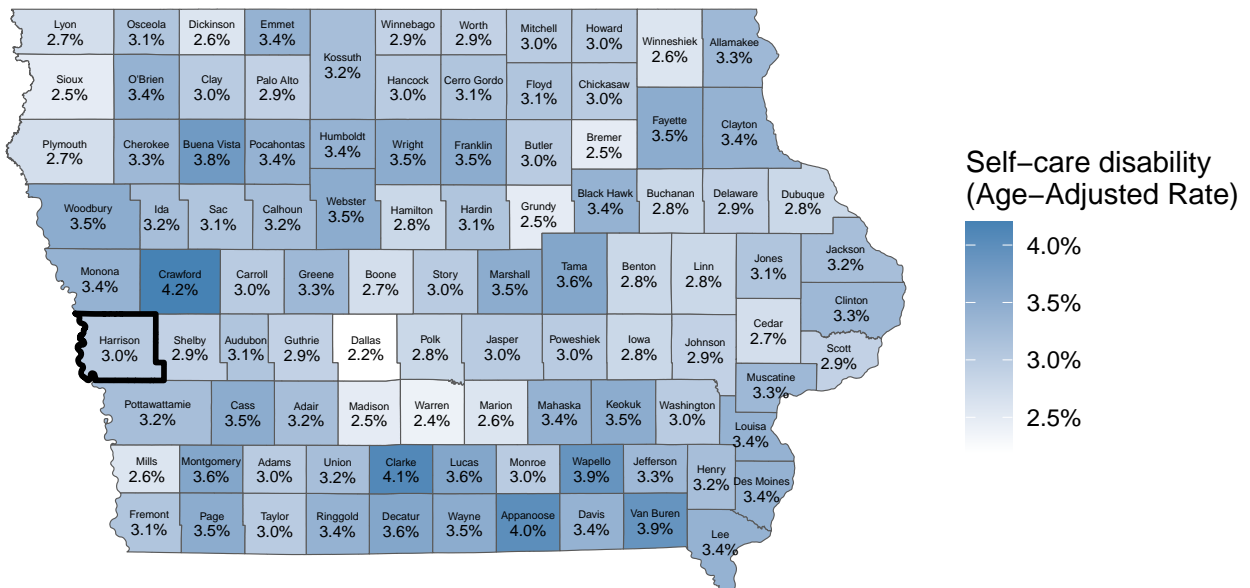 Lyon
2.7%
Osceola
3.1%
Dickinson
2.6%
Emmet
3.4%
Kossuth
3.2%
Winnebago
2.9%
Worth
2.9%
Mitchell
3.0%
Howard
3.0%
Winneshiek
2.6%
Allamakee
3.3%
Sioux
2.5%
O'Brien
3.4%
Clay
3.0%
Palo Alto
2.9%
Hancock
3.0%
Cerro Gordo
3.1%
Floyd
3.1%
Chickasaw
3.0%
Fayette
3.5%
Clayton
3.4%
Plymouth
2.7%
Cherokee
3.3%
Buena Vista
3.8%
Pocahontas
3.4%
Humboldt
3.4%
Wright
3.5%
Franklin
3.5%
Butler
3.0%
Bremer
2.5%
Woodbury
3.5%
Ida
3.2%
Sac
3.1%
Calhoun
3.2%
Webster
3.5%
Hamilton
2.8%
Hardin
3.1%
Grundy
2.5%
Black Hawk
3.4%
Buchanan
2.8%
Delaware
2.9%
Dubuque
2.8%
Monona
3.4%
Crawford
4.2%
Carroll
3.0%
Greene
3.3%
Boone
2.7%
Story
3.0%
Marshall
3.5%
Tama
3.6%
Benton
2.8%
Linn
2.8%
Jones
3.1%
Jackson
3.2%
Clinton
3.3%
Harrison
3.0%
Shelby
2.9%
Audubon
3.1%
Guthrie
2.9%
Dallas
2.2%
Polk
2.8%
Jasper
3.0%
Poweshiek
3.0%
Iowa
2.8%
Johnson
2.9%
Cedar
2.7%
Scott
2.9%
Muscatine
3.3%
Pottawattamie
3.2%
Cass
3.5%
Adair
3.2%
Madison
2.5%
Warren
2.4%
Marion
2.6%
Mahaska
3.4%
Keokuk
3.5%
Washington
3.0%
Louisa
3.4%
Mills
2.6%
Montgomery
3.6%
Adams
3.0%
Union
3.2%
Clarke
4.1%
Lucas
3.6%
Monroe
3.0%
Wapello
3.9%
Jefferson
3.3%
Henry
3.2%
Des Moines
3.4%
Fremont
3.1%
Page
3.5%
Taylor
3.0%
Ringgold
3.4%
Decatur
3.6%
Wayne
3.5%
Appanoose
4.0%
Davis
3.4%
Van Buren
3.9%
Lee
3.4%
Self−care disability
(Age−Adjusted Rate)
4.0%
3.5%
3.0%
2.5%